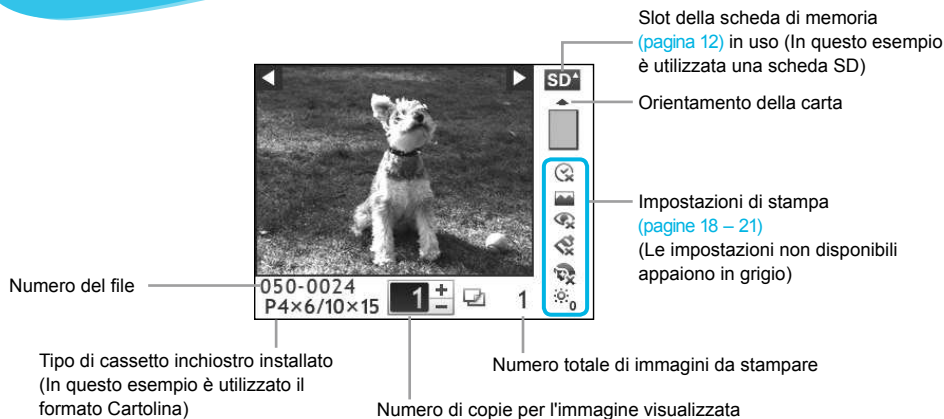 Slot della scheda di memoria
(pagina 12) in uso (In questo esempio
è utilizzata una scheda SD)
SD
Orientamento della carta
Impostazioni di stampa
(pagine 18 – 21)
(Le impostazioni non disponibili
appaiono in grigio)
0
Numero del file
050-0024
P4×6/10×15
1 + −
1
Tipo di cassetto inchiostro installato
(In questo esempio è utilizzato il
formato Cartolina)
Numero totale di immagini da stampare
Numero di copie per l'immagine visualizzata